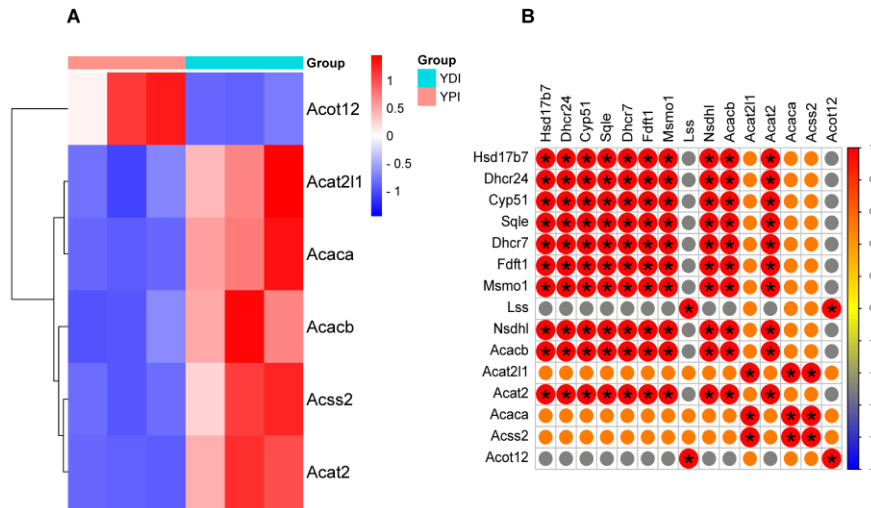 A
B
Group
Group
YDI
YPI
1
0.5
0
- 0.5
- 1
Acot12
Acat2l1
Acaca
Acacb
Acss2
Acat2
Hsd17b7
Dhcr24
Cyp51
Sqle
Dhcr7
Fdft1
Msmo1
Lss
Nsdhl
Acacb
Acat2l1
Acat2
Acaca
Acss2
Acot12
Hsd17b7
Dhcr24
Cyp51
Sqle
Dhcr7
Fdft1
Msmo1
Lss
Nsdhl
Acacb
Acat2l1
Acat2
Acaca
Acss2
Acot12